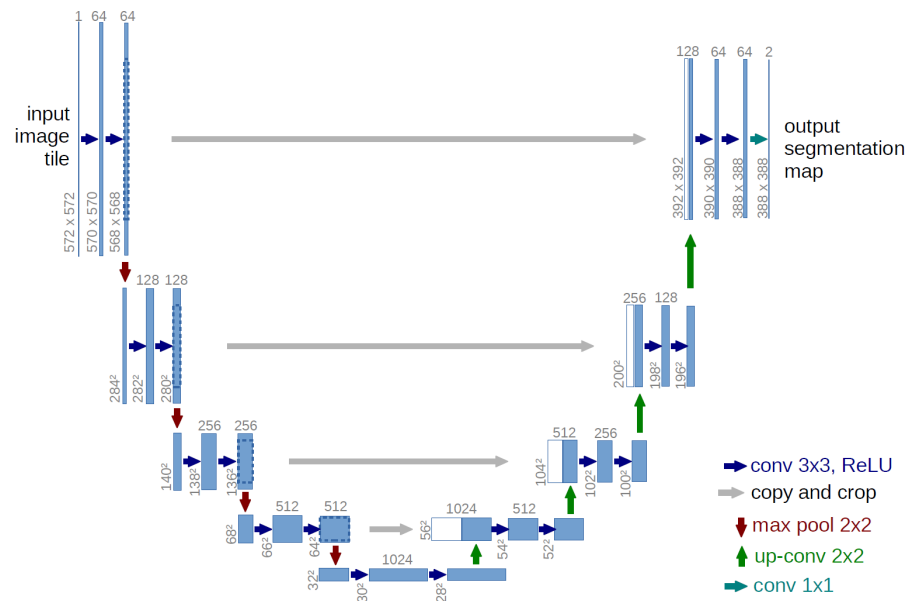 1 64 64
input
image
tile
572 x 572
570 x 570
568 x 568
128 64 64 2
output
segmentation
map
392 x 392
390 x 390
388 x 388
388 x 388
128 128
284²
282²
280²
256 128
200²
198²
196²
256 256
140²
138²
136²
512 256
104²
102²
100²
512 512
68²
66²
64²
1024 512
56²
54²
52²
1024
32²
30²
28²
conv 3x3, ReLU
copy and crop
max pool 2x2
up-conv 2x2
conv 1x1